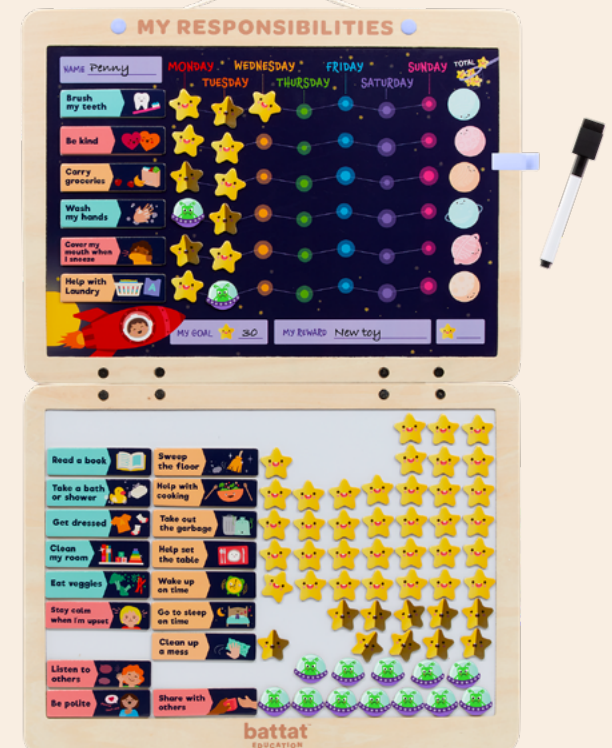 MY RESPONSIBILITIES
NAME Penny
MONDAY WEDNESDAY FRIDAY SUNDAY TOTAL
TUESDAY THURSDAY SATURDAY
Brush
my teeth
Be kind
Carry
groceries
Wash
my hands
Cover my
mouth when
I sneeze
Help with
Laundry
A
MY GOAL 30 MY REWARD New toy
Read a book
Sweep
the floor
Take a bath
or shower
Help with
cooking
Get dressed
Take out
the garbage
Clean
my room
Help set
the table
Eat veggies
Wake up
on time
Stay calm
when I'm upset
Go to sleep
on time
Clean up
a mess
Listen to
others
Be polite
Share with
others
battat
EDUCATION